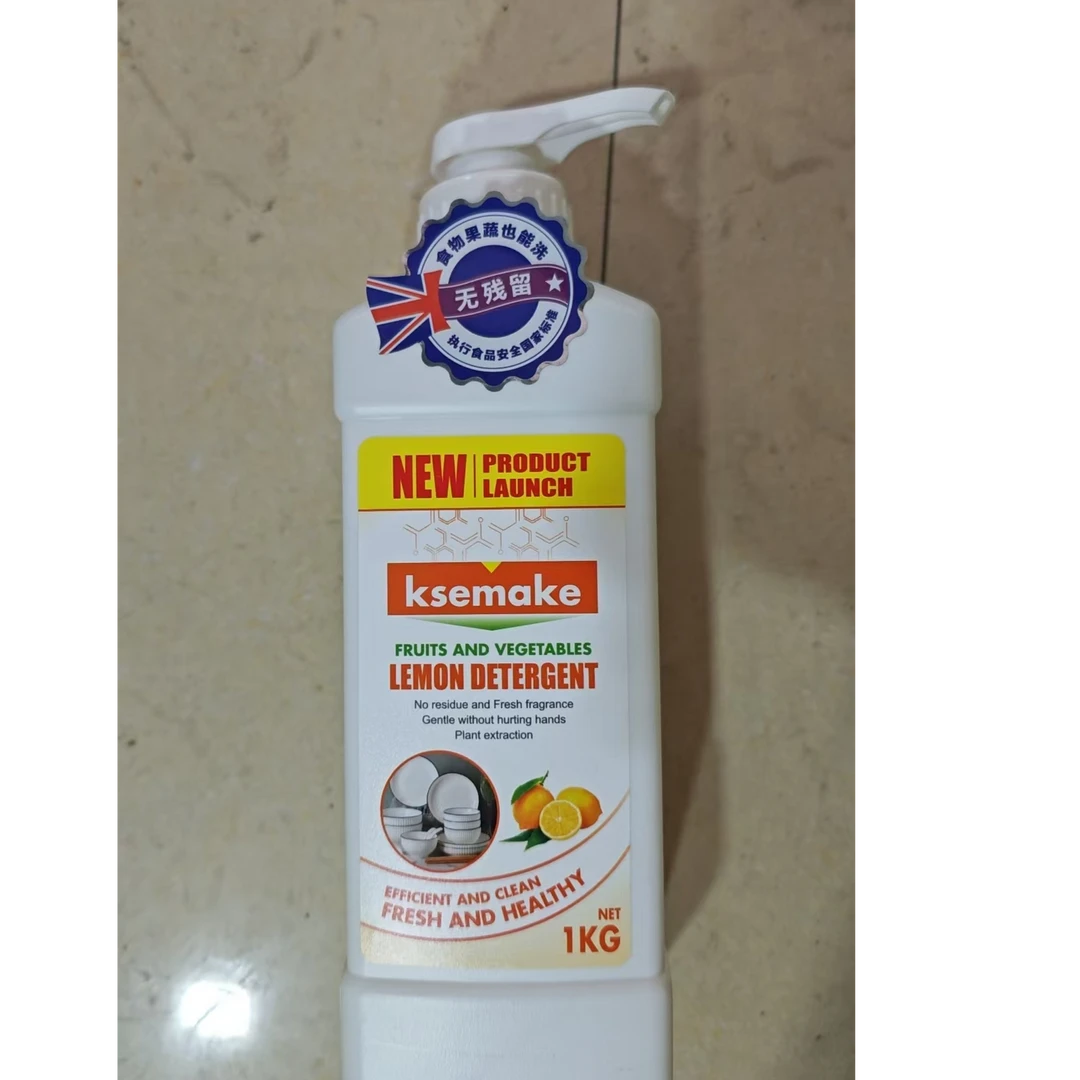 食物果蔬也能洗
无残留
执行食品安全国家标准
NEW PRODUCT
LAUNCH
ksemake
FRUITS AND VEGETABLES
LEMON DETERGENT
No residue and Fresh fragrance
Gentle without hurting hands
Plant extraction
EFFICIENT AND CLEAN
FRESH AND HEALTHY
NET
1KG